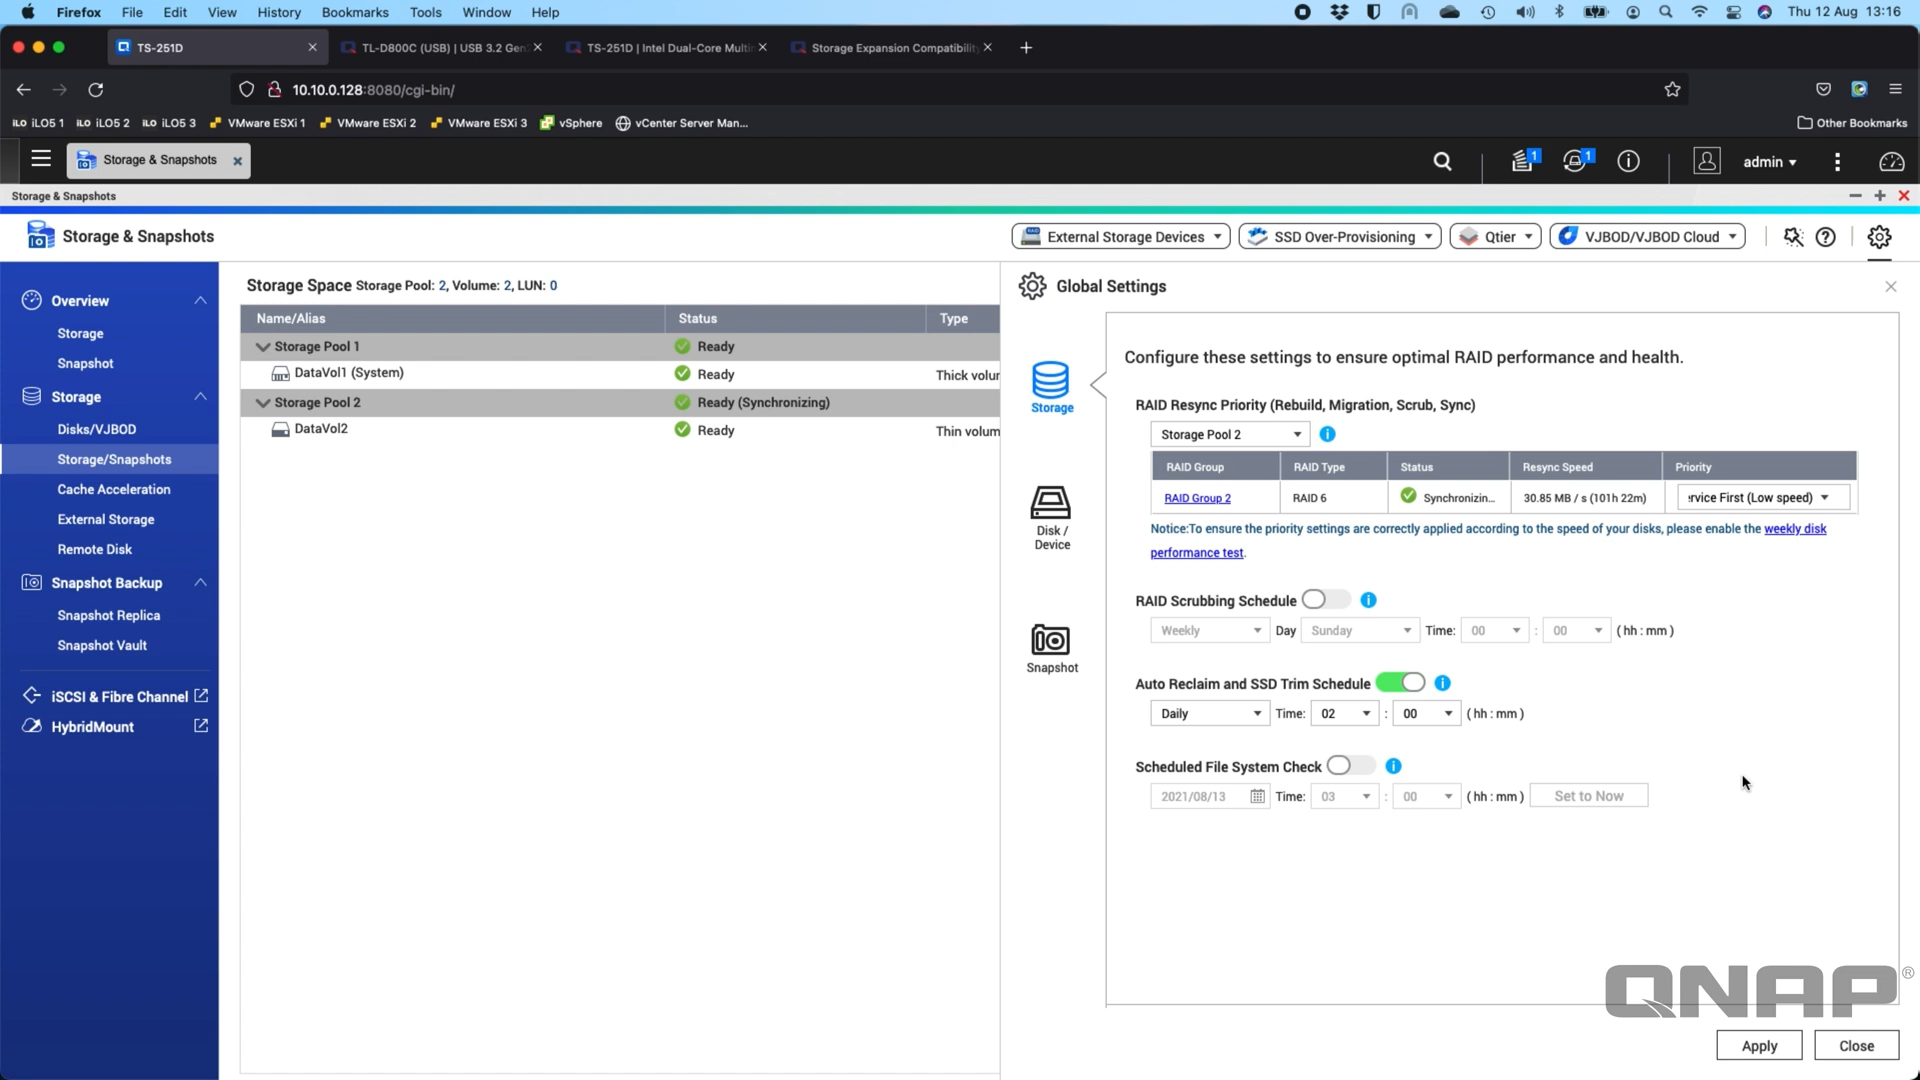 Firefox File Edit View History Bookmarks Tools Window Help Thu 12 Aug 13:16
TS-251D TL-D800C (USB) | USB 3.2 Gen TS-251D | Intel Dual-Core Multi Storage Expansion Compatibilit
10.10.0.128:8080/cgi-bin/
iLO iLO5 1 iLO iLO5 2 iLO iLO5 3 VMware ESXi 1 VMware ESXi 2 VMware ESXi 3 vSphere vCenter Server Man... Other Bookmarks
Storage & Snapshots 1 1 admin
Storage & Snapshots
Storage & Snapshots External Storage Devices SSD Over-Provisioning Qtier VJBOD/VJBOD Cloud
Overview
Storage
Snapshot
Storage
Disks/VJBOD
Storage/Snapshots
Cache Acceleration
External Storage
Remote Disk
Snapshot Backup
Snapshot Replica
Snapshot Vault
iSCSI & Fibre Channel
HybridMount
Storage Space Storage Pool: 2, Volume: 2, LUN: 0
Name/Alias Status Type
Storage Pool 1 Ready
DataVol1 (System) Ready Thick volum
Storage Pool 2 Ready (Synchronizing)
DataVol2 Ready Thin volum
Global Settings
Storage
Disk /
Device
Snapshot
Configure these settings to ensure optimal RAID performance and health.
RAID Resync Priority (Rebuild, Migration, Scrub, Sync)
Storage Pool 2
RAID Group RAID Type Status Resync Speed Priority
RAID Group 2 RAID 6 Synchronizin... 30.85 MB / s (101h 22m) rvice First (Low speed)
Notice:To ensure the priority settings are correctly applied according to the speed of your disks, please enable the weekly disk
performance test.
RAID Scrubbing Schedule
Weekly Day Sunday Time: 00 : 00 ( hh : mm )
Auto Reclaim and SSD Trim Schedule
Daily Time: 02 : 00 ( hh : mm )
Scheduled File System Check
2021/08/13 Time: 03 : 00 ( hh : mm ) Set to Now
QNAP®
Apply Close